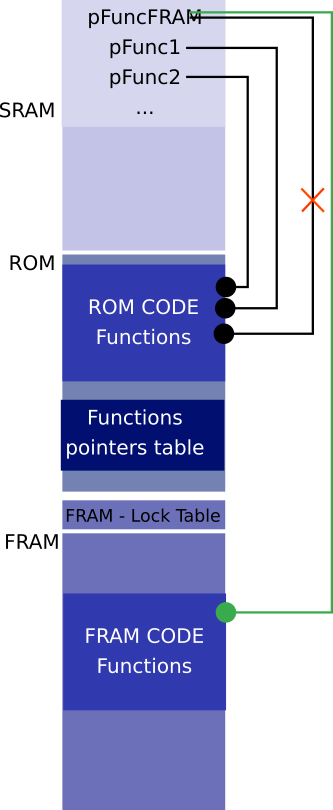 pFuncFRAM
pFunc1
pFunc2
...
SRAM
ROM
ROM CODE
Functions
Functions
pointers table
FRAM - Lock Table
FRAM
FRAM CODE
Functions